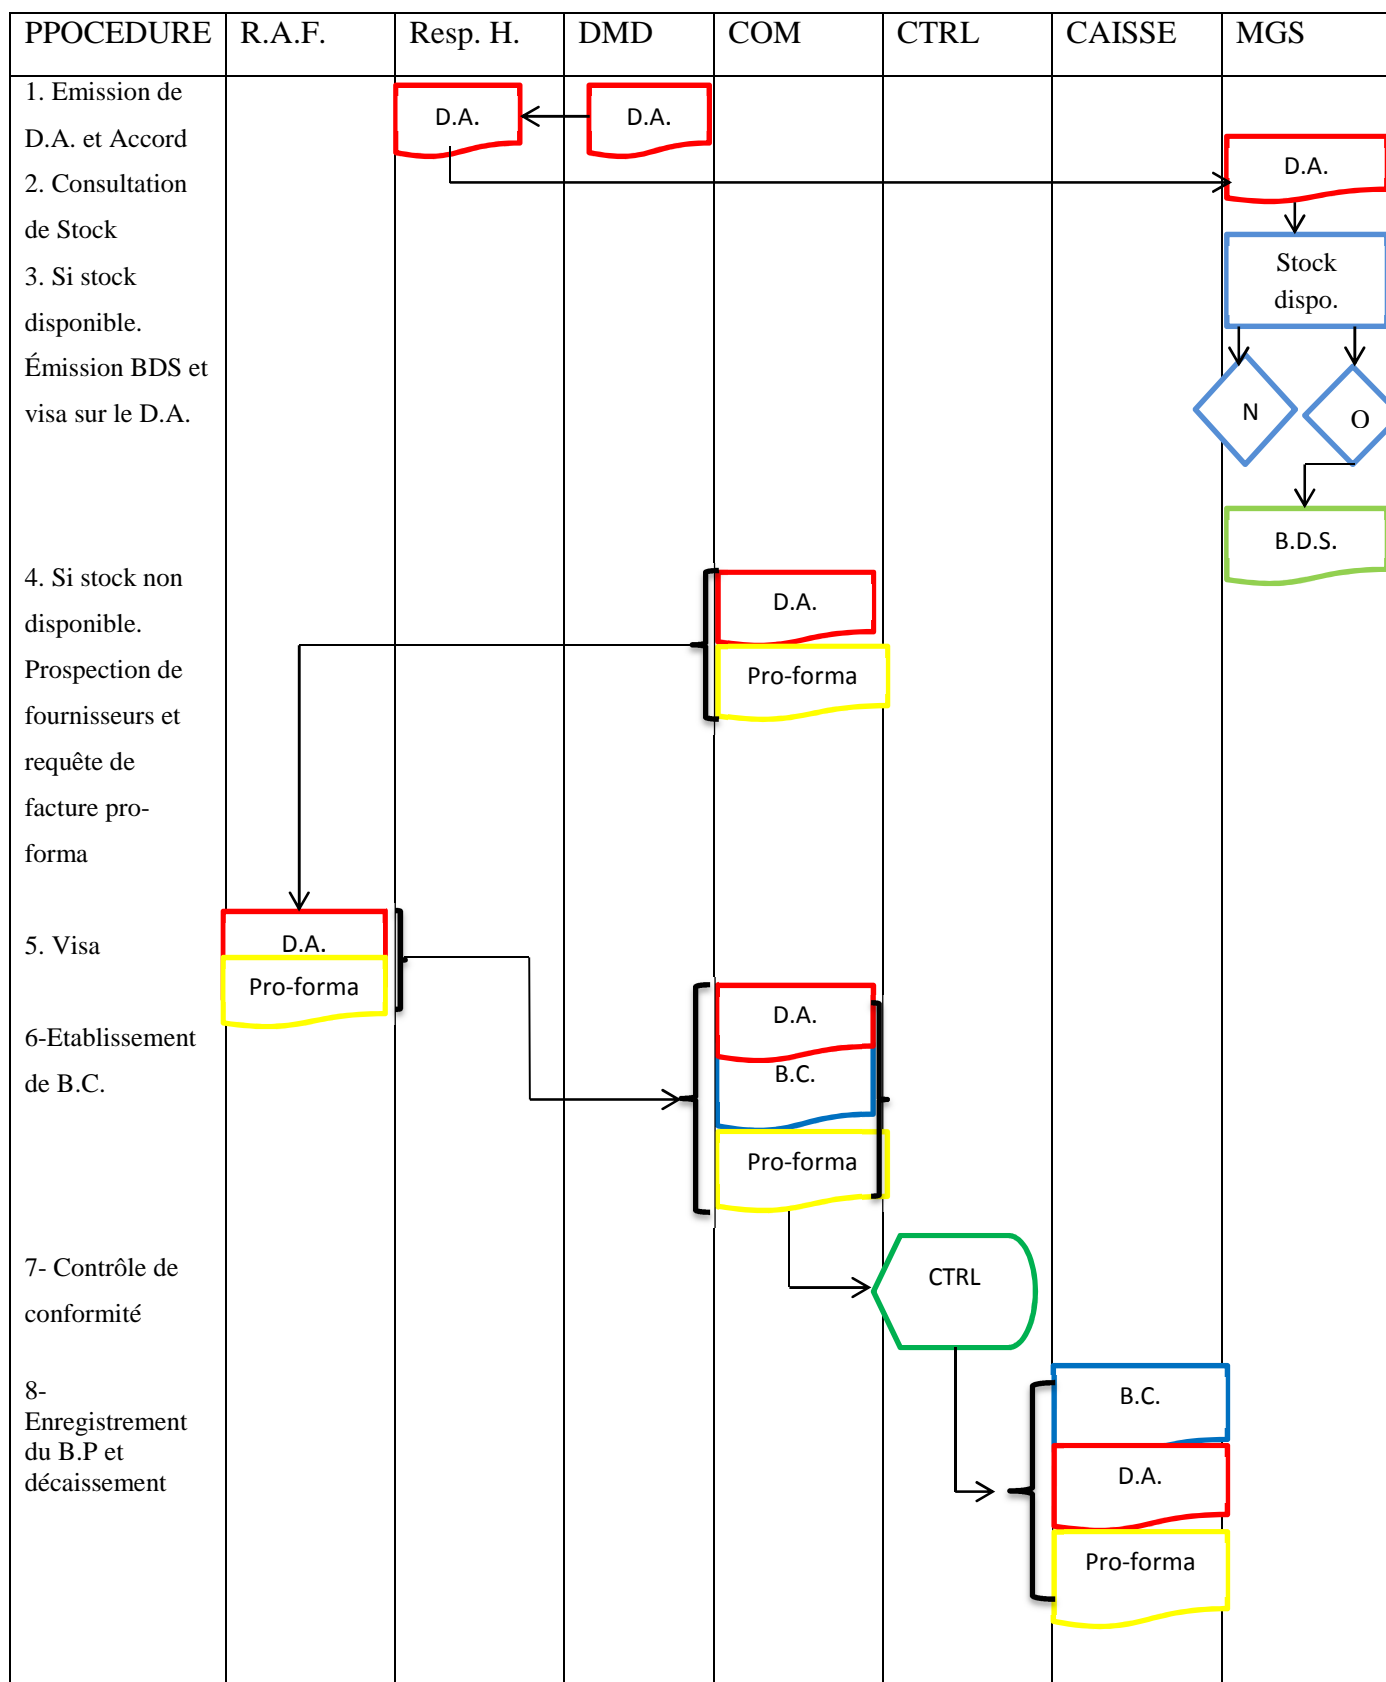 PPOCEDURE R.A.F. Resp. H. DMD COM CTRL CAISSE MGS
1. Emission de
D.A. et Accord
D.A.
D.A.
2. Consultation
de Stock
D.A.
3. Si stock
disponible.
Émission BDS et
visa sur le D.A.
Stock
dispo.
N
O
B.D.S.
4. Si stock non
disponible.
Prospection de
fournisseurs et
requête de
facture pro-
forma
D.A.
Pro-forma
5. Visa
D.A.
Pro-forma
6-Etablissement
de B.C.
D.A.
B.C.
Pro-forma
7- Contrôle de
conformité
CTRL
8-
Enregistrement
du B.P et
décaissement
B.C.
D.A.
Pro-forma